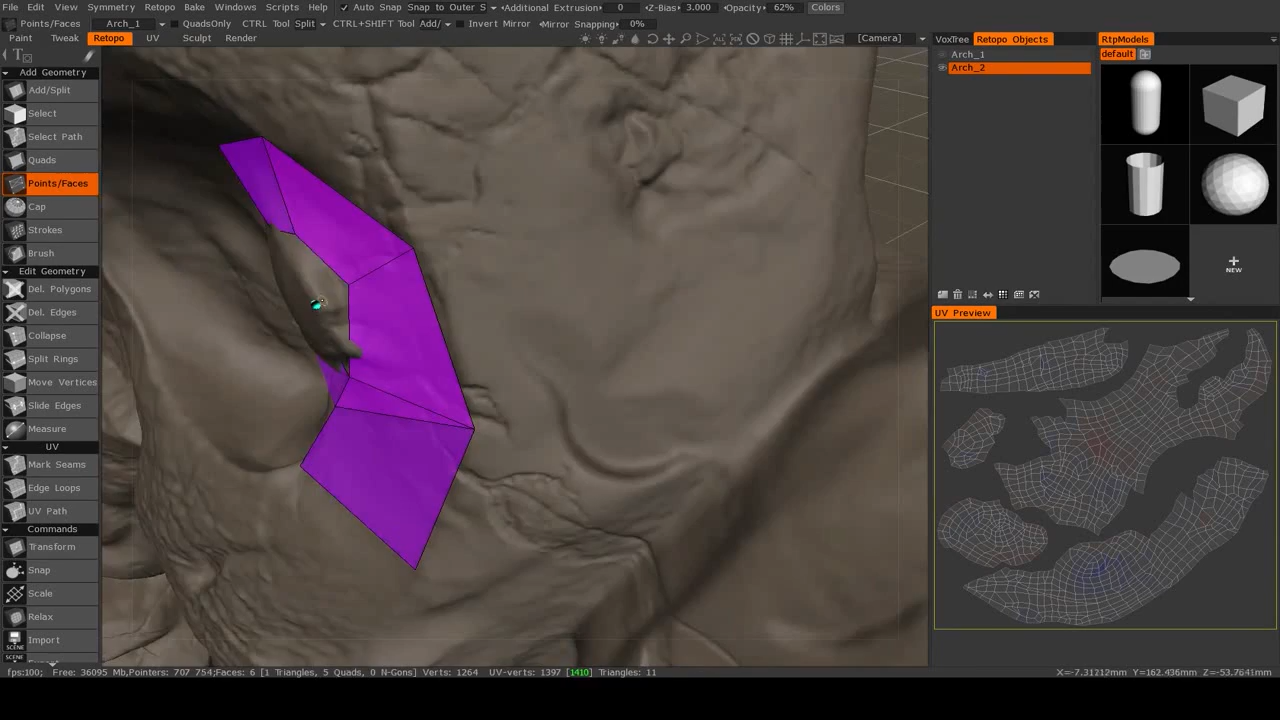 File Edit View Symmetry Retopo Bake Windows Scripts Help Auto Snap Snap to Outer S Additional Extrusion 0 Z-Bias 3.000 Opacity 62% Colors
Points/Faces Arch_1 QuadsOnly CTRL Tool Split CTRL+SHIFT Tool Add/ Invert Mirror Mirror Snapping 0%
Paint Tweak Retopo UV Sculpt Render [Camera] VoxTree Retopo Objects RtpModels
Arch_1 default
Arch_2
Add Geometry
Add/Split
Select
Select Path
Quads
Points/Faces
Cap
Strokes
Brush
NEW
Edit Geometry
Del. Polygons
Del. Edges
UV Preview
Collapse
Split Rings
Move Vertices
Slide Edges
Measure
UV
Mark Seams
Edge Loops
UV Path
Commands
Transform
Snap
Scale
Relax
Import
SCENE
SCENE
fps:100; Free: 36095 Mb,Pointers: 707 754;Faces: 6 [1 Triangles, 5 Quads, 0 N-Gons] Verts: 1264 UV-verts: 1397 [1410] Triangles: 11 X=-7.31212mm Y=162.436mm Z=-53.7641mm